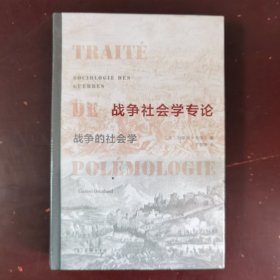 TRAITÉ
SOCIOLOGIE DES
GUERRES
DE 战争社会学专论
战争的社会学
POLÉMOLOGIE
Gaston Bouthoul